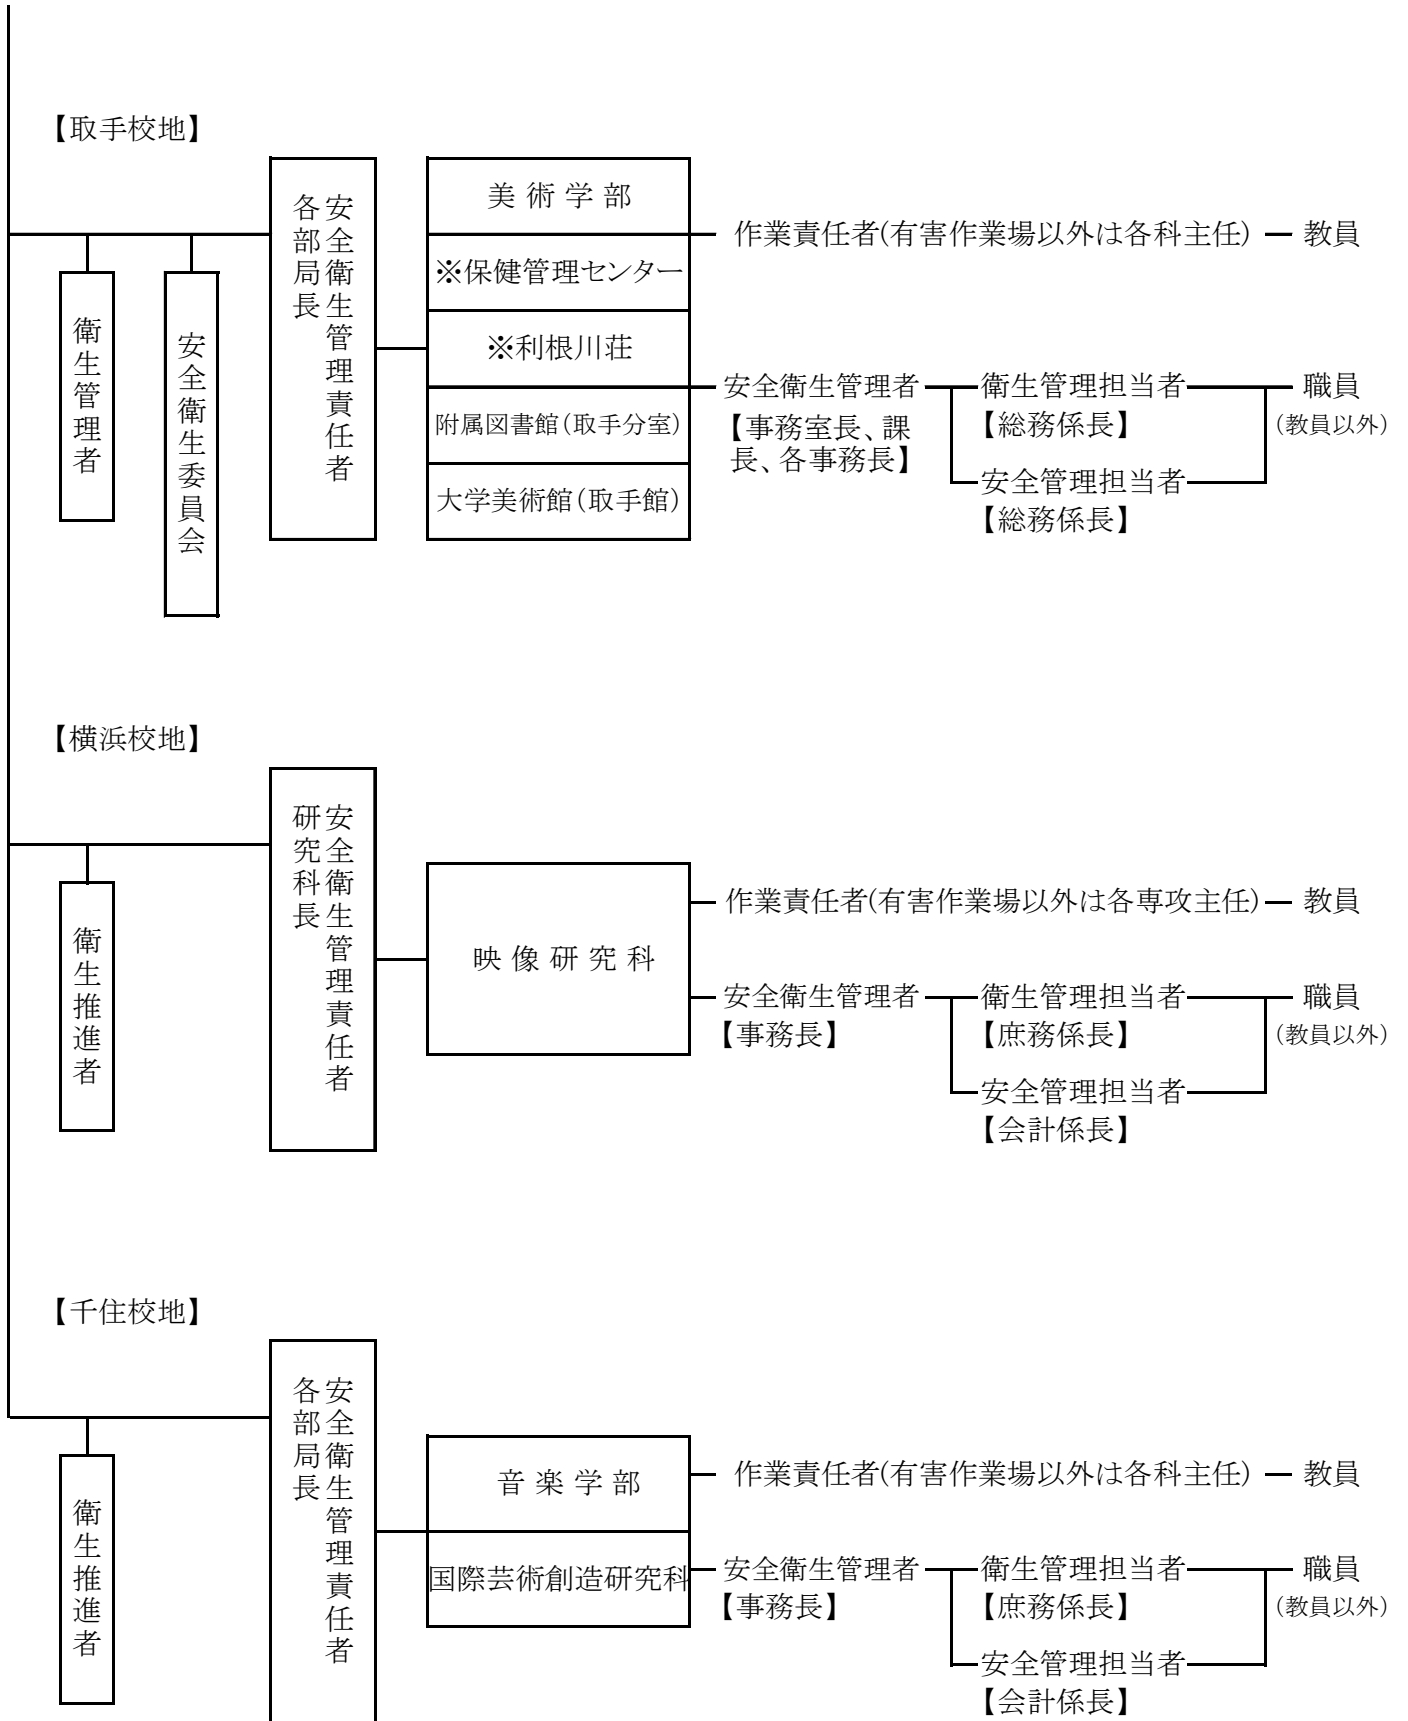 【取手校地】
衛生管理者
安全衛生委員会
安全衛生管理責任者
各部局長
美術学部
※保健管理センター
※利根川荘
附属図書館(取手分室)
大学美術館(取手館)
作業責任者(有害作業場以外は各科主任)
教員
安全衛生管理者
【事務室長、課
長、各事務長】
衛生管理担当者
【総務係長】
安全管理担当者
【総務係長】
職員
(教員以外)
【横浜校地】
衛生推進者
安全衛生管理責任者
研究科長
映像研究科
作業責任者(有害作業場以外は各専攻主任)
教員
安全衛生管理者
【事務長】
衛生管理担当者
【庶務係長】
安全管理担当者
【会計係長】
職員
(教員以外)
【千住校地】
衛生推進者
安全衛生管理責任者
各部局長
音楽学部
国際芸術創造研究科
作業責任者(有害作業場以外は各科主任)
教員
安全衛生管理者
【事務長】
衛生管理担当者
【庶務係長】
安全管理担当者
【会計係長】
職員
(教員以外)